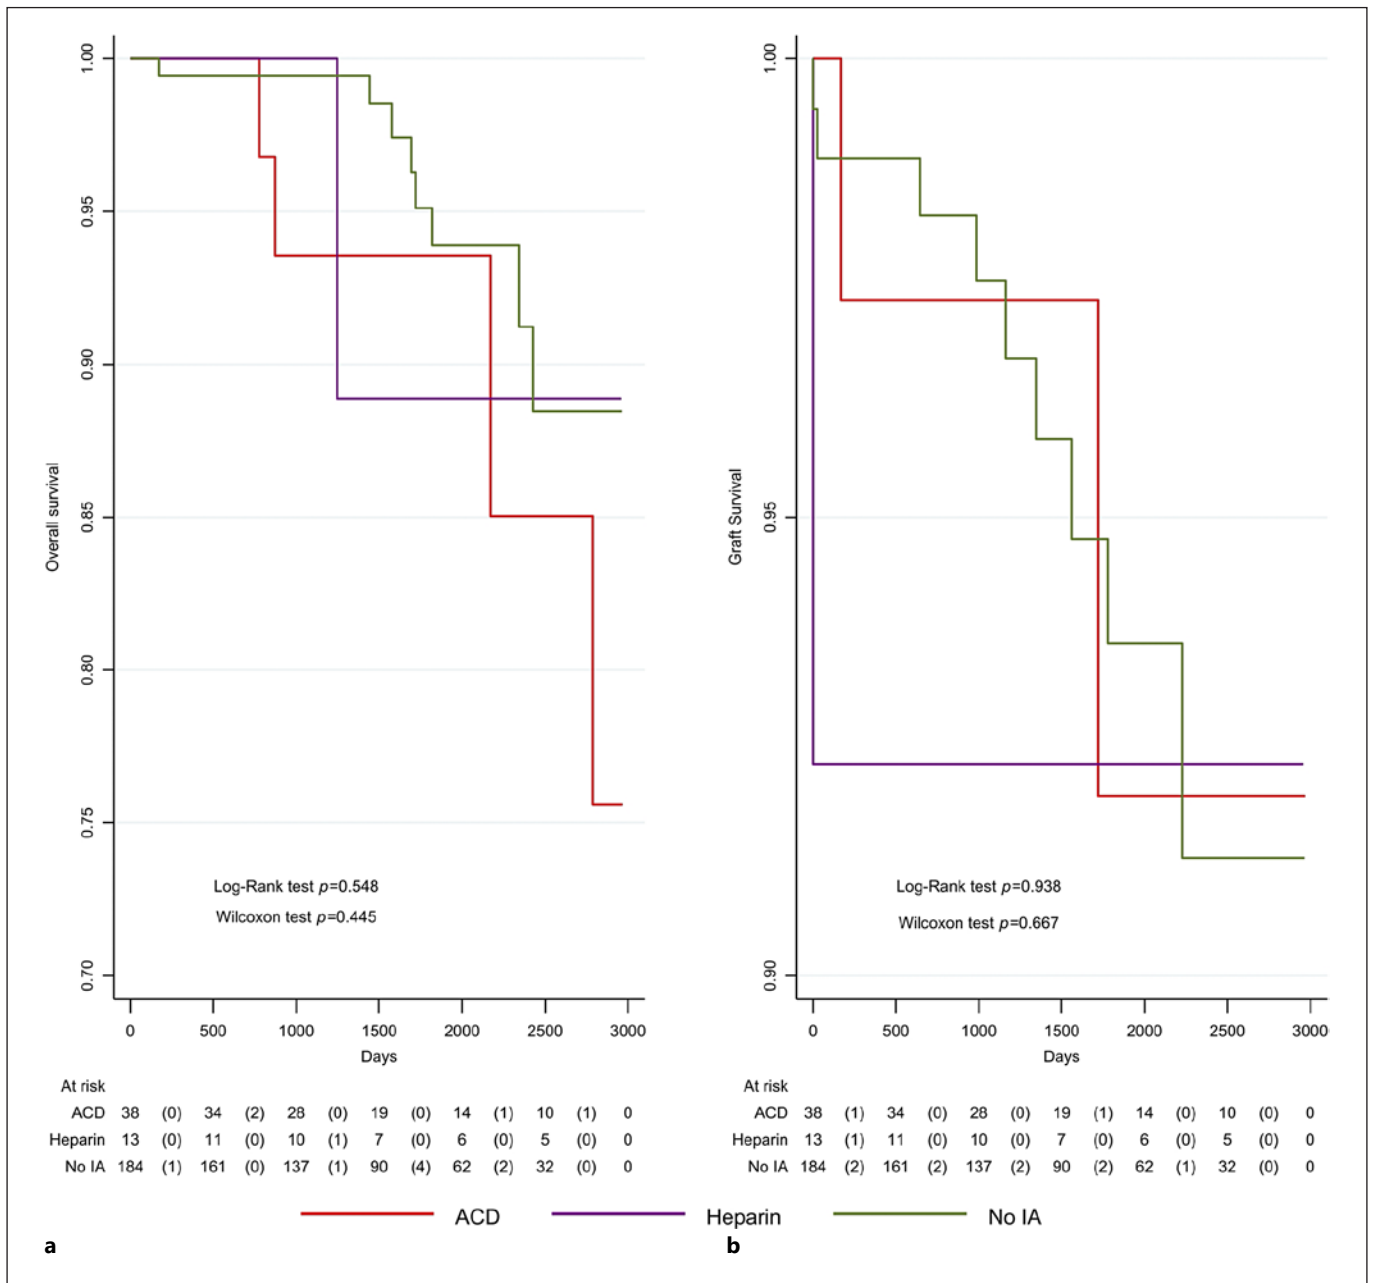 1.00
0.95
0.90
0.85
0.80
0.75
0.70
Overall survival
Log-Rank test p=0.548
Wilcoxon test p=0.445
0 500 1000 1500 2000 2500 3000
Days
At risk
ACD 38 (0) 34 (2) 28 (0) 19 (0) 14 (1) 10 (1) 0
Heparin 13 (0) 11 (0) 10 (1) 7 (0) 6 (0) 5 (0) 0
No IA 184 (1) 161 (0) 137 (1) 90 (4) 62 (2) 32 (0) 0
a
1.00
0.95
0.90
Graft Survival
Log-Rank test p=0.938
Wilcoxon test p=0.667
0 500 1000 1500 2000 2500 3000
Days
At risk
ACD 38 (1) 34 (0) 28 (0) 19 (1) 14 (0) 10 (0) 0
Heparin 13 (1) 11 (0) 10 (0) 7 (0) 6 (0) 5 (0) 0
No IA 184 (2) 161 (2) 137 (2) 90 (2) 62 (1) 32 (0) 0
b
ACD Heparin No IA